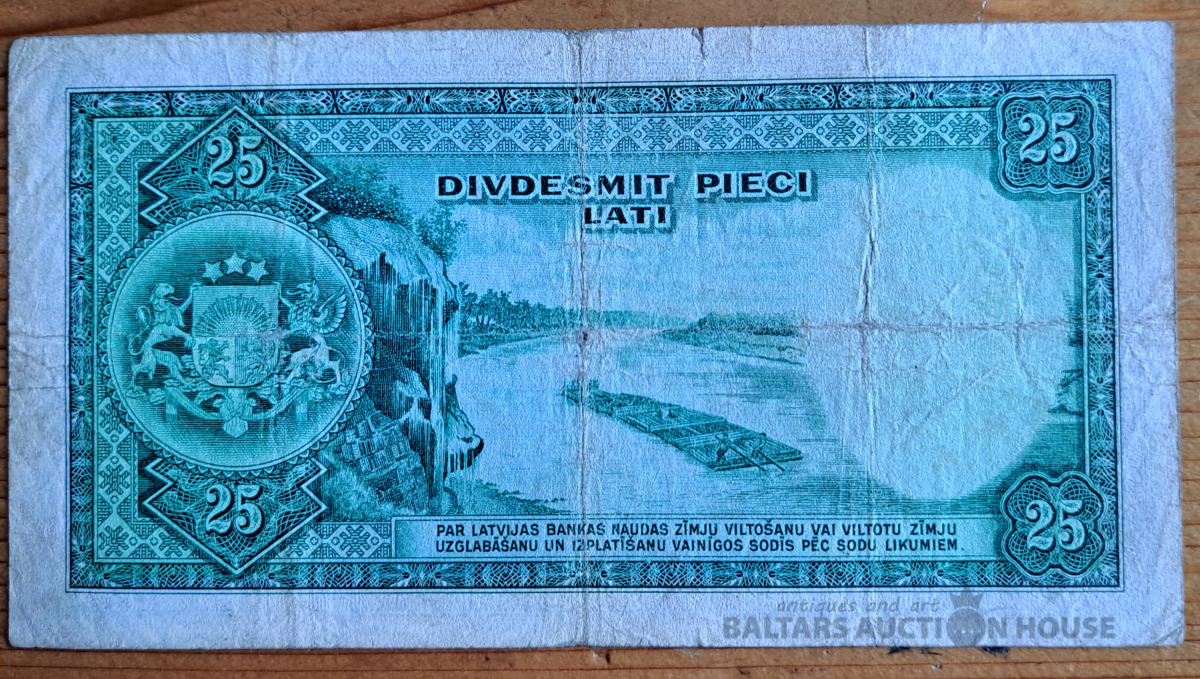 25
25
DIVDESMIT PIECI
LATI
25
25
PAR LATVIJAS BANKAS NAUDAS ZĪMJU VILTOŠANU VAI VILTOTU ZĪMJU
UZGLABĀŠANU UN IZPLATĪŠANU VAINĪGOS SODĪS PĒC SODU LIKUMIEM.
antiques and art
BALTARS AUCTION HOUSE